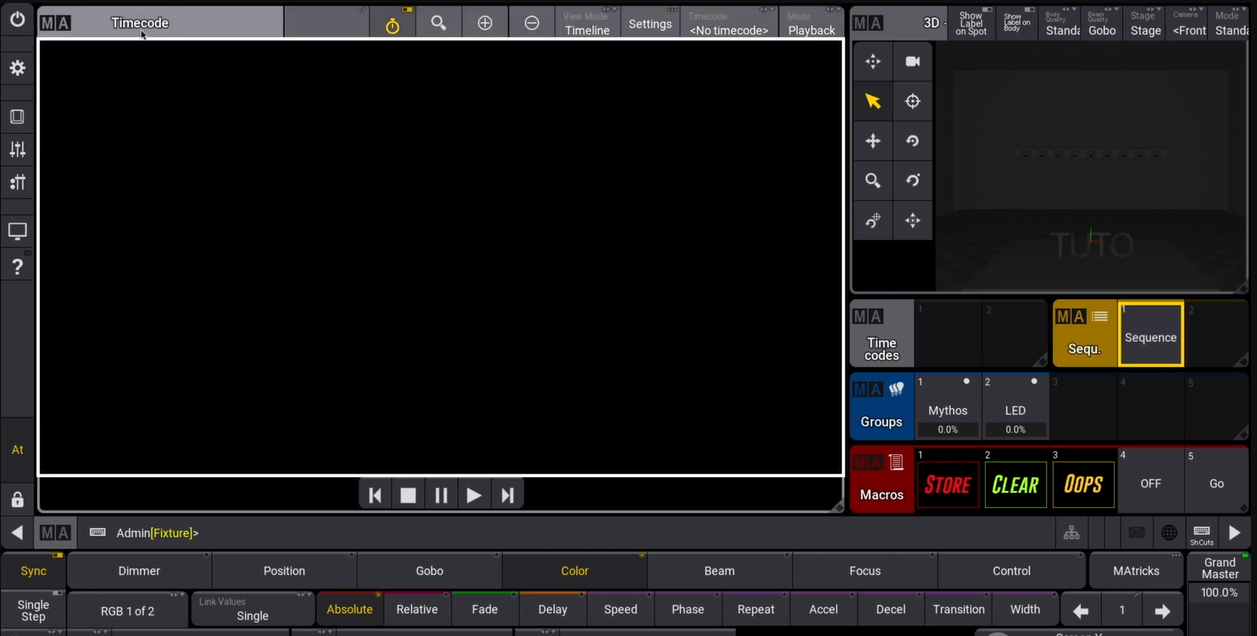 MA
Timecode
View Mode
Timeline
Settings
Timecode
<No timecode>
Mode
Playback
MA
3D
Show
Label
on Spot
Show
Label on
Body
Body
Quality
Standa
Beam
Quality
Gobo
Stage
Stage
Camera
<Front
Mode
Standa
TUTO
MA
Time
codes
1
2
MA
Sequ.
1
Sequence
2
MA
Groups
1
Mythos
0.0%
2
LED
0.0%
3
4
5
MA
Macros
1
STORE
2
CLEAR
3
OOPS
4
OFF
5
Go
At
?
MA
Admin[Fixture]>
ShCuts
Sync
Dimmer
Position
Gobo
Color
Beam
Focus
Control
MAtricks
Grand
Master
100.0%
Single
Step
RGB 1 of 2
Link Values
Single
Absolute
Relative
Fade
Delay
Speed
Phase
Repeat
Accel
Decel
Transition
Width
1